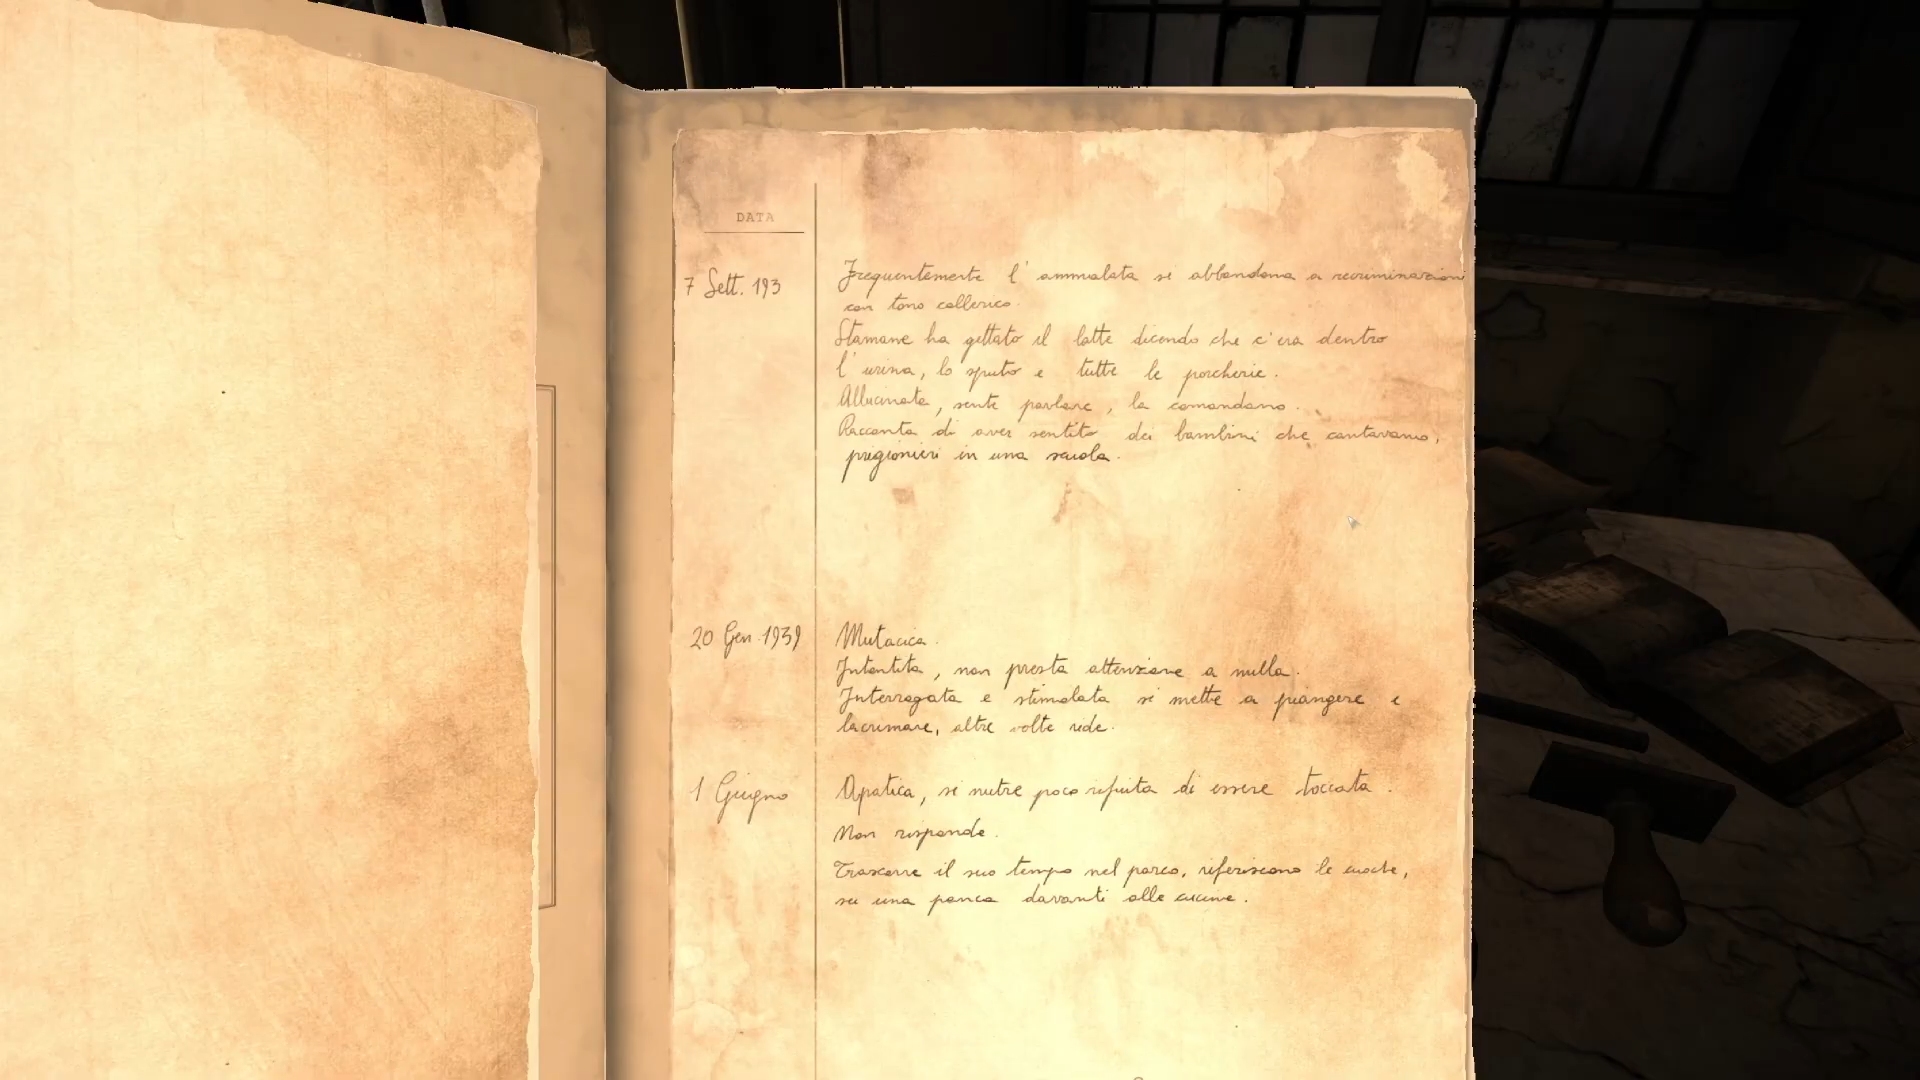 DATA
7 Sett. 193
Frequentemente l'ammalata si abbandona a recriminazioni
con tono collerico.
Stamane ha gettato il latte dicendo che c'era dentro
l'urina, lo sputo e tutte le porcherie.
Allucinata, sente parlare, la comandano.
Racconta di aver sentito dei bambini che cantavano,
prigionieri in una scuola.
20 Gen. 1939
Mutacica.
Intontita, non presta attenzione a nulla.
Interrogata e stimolata si mette a piangere e
lacrimare, altre volte ride.
1 Giugno
Apatica, si nutre poco rifiuta di essere toccata.
Non risponde.
Trascorre il suo tempo nel parco, riferiscono le cuoche,
su una panca davanti alle cucine.